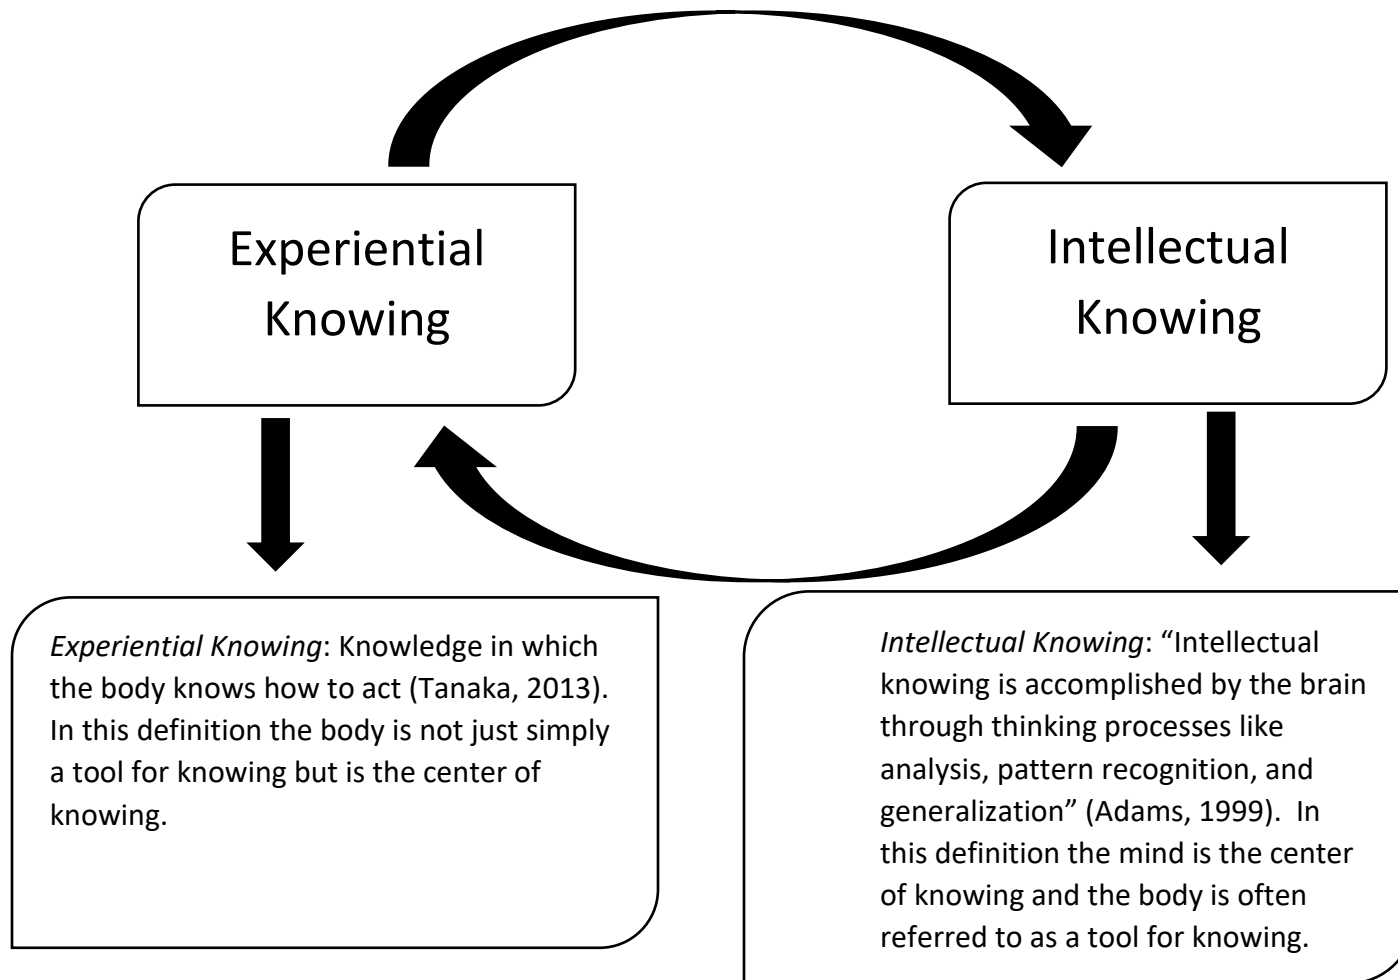 Experiential
Knowing
Intellectual
Knowing
Experiential Knowing: Knowledge in which
the body knows how to act (Tanaka, 2013).
In this definition the body is not just simply
a tool for knowing but is the center of
knowing.
Intellectual Knowing: “Intellectual
knowing is accomplished by the brain
through thinking processes like
analysis, pattern recognition, and
generalization” (Adams, 1999).  In
this definition the mind is the center
of knowing and the body is often
referred to as a tool for knowing.